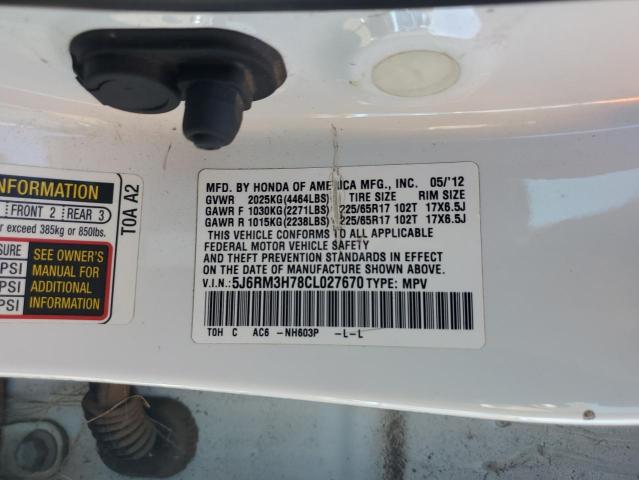 INFORMATION
FRONT 2 REAR 3
exceed 385kg or 850lbs.
SEE OWNER'S
MANUAL FOR
ADDITIONAL
INFORMATION
PSI
PSI
T0A A2
MFD. BY HONDA OF AMERICA MFG., INC. 05/'12
GVWR 2025KG(4464LBS) TIRE SIZE RIM SIZE
GAWR F 1030KG(2271LBS) 225/65R17 102T 17X6.5J
GAWR R 1015KG(2238LBS) 225/65R17 102T 17X6.5J
THIS VEHICLE CONFORMS TO ALL APPLICABLE
FEDERAL MOTOR VEHICLE SAFETY
AND THEFT PREVENTION STANDARDS IN EFFECT
ON THE DATE OF MANUFACTURE SHOWN ABOVE.
V.I.N.: 5J6RM3H78CL027670 TYPE: MPV
T0H C AC6 -NH603P -L-L